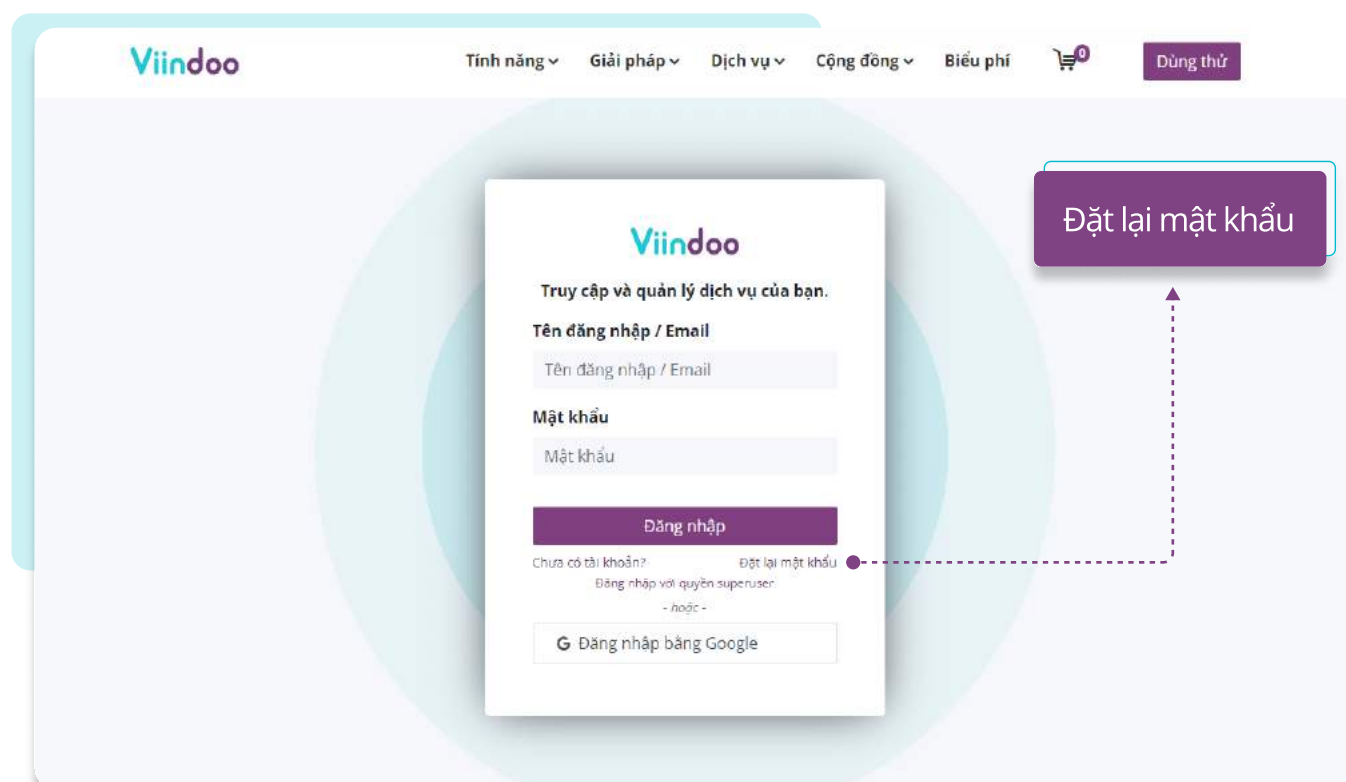 Viindoo
Tính năng Giải pháp Dịch vụ Cộng đồng Biểu phí 0 Dùng thử
Đặt lại mật khẩu
Viindoo
Truy cập và quản lý dịch vụ của bạn.
Tên đăng nhập / Email
Tên đăng nhập / Email
Mật khẩu
Mật khẩu
Đăng nhập
Chưa có tài khoản? Đặt lại mật khẩu
Đăng nhập với quyền superuser
- hoặc -
G Đăng nhập bằng Google